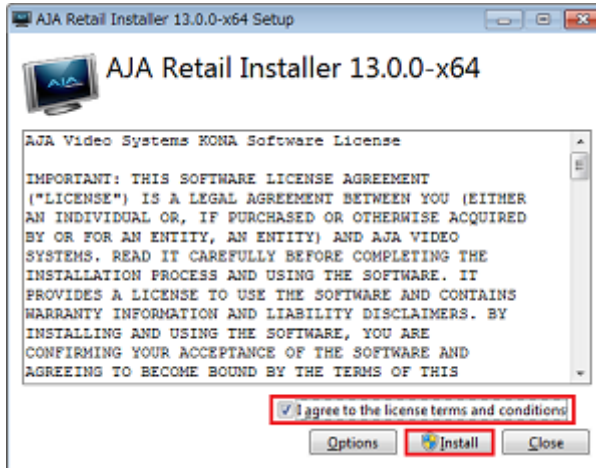 AJA Retail Installer 13.0.0-x64 Setup
AJA
AJA Retail Installer 13.0.0-x64
AJA Video Systems KONA Software License
IMPORTANT: THIS SOFTWARE LICENSE AGREEMENT
("LICENSE") IS A LEGAL AGREEMENT BETWEEN YOU (EITHER
AN INDIVIDUAL OR, IF PURCHASED OR OTHERWISE ACQUIRED
BY OR FOR AN ENTITY, AN ENTITY) AND AJA VIDEO
SYSTEMS. READ IT CAREFULLY BEFORE COMPLETING THE
INSTALLATION PROCESS AND USING THE SOFTWARE. IT
PROVIDES A LICENSE TO USE THE SOFTWARE AND CONTAINS
WARRANTY INFORMATION AND LIABILITY DISCLAIMERS. BY
INSTALLING AND USING THE SOFTWARE, YOU ARE
CONFIRMING YOUR ACCEPTANCE OF THE SOFTWARE AND
AGREEING TO BECOME BOUND BY THE TERMS OF THIS
I agree to the license terms and conditions
Options Install Close